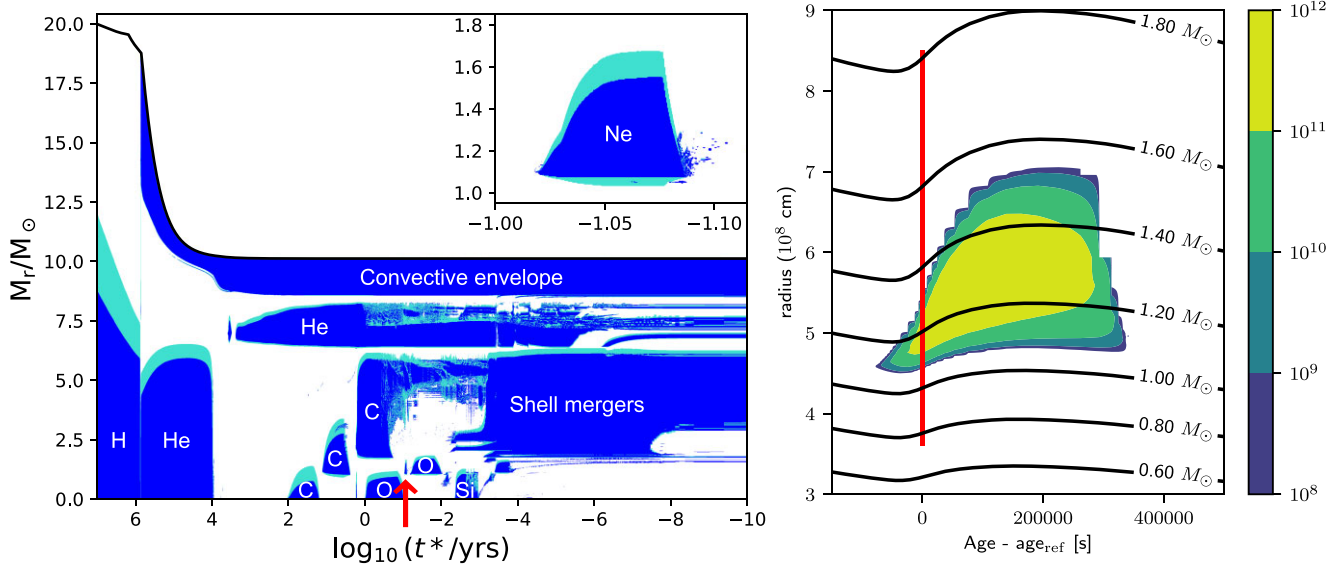 20.0
17.5
15.0
12.5
10.0
7.5
5.0
2.5
0.0
M_r/M_⊙
6
4
2
0
−2
−4
−6
−8
−10
log₁₀(t*/yrs)
Convective envelope
He
C
Shell mergers
H
He
C
C
O
O
Si
1.8
1.6
1.4
1.2
1.0
Ne
−1.00
−1.05
−1.10
9
8
7
6
5
4
3
radius (10⁸ cm)
1.80 M_⊙
1.60 M_⊙
1.40 M_⊙
1.20 M_⊙
1.00 M_⊙
0.80 M_⊙
0.60 M_⊙
0
200000
400000
Age - age_ref [s]
10¹²
10¹¹
10¹⁰
10⁹
10⁸